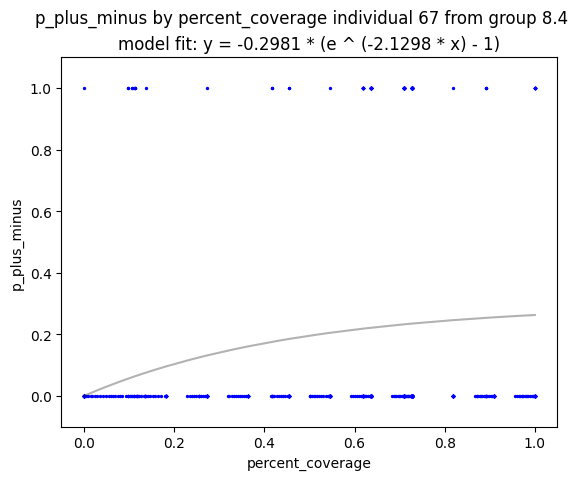 p_plus_minus by percent_coverage individual 67 from group 8.4
model fit: y = -0.2981 * (e ^ (-2.1298 * x) - 1)
1.0
0.8
0.6
0.4
0.2
0.0
p_plus_minus
0.0 0.2 0.4 0.6 0.8 1.0
percent_coverage